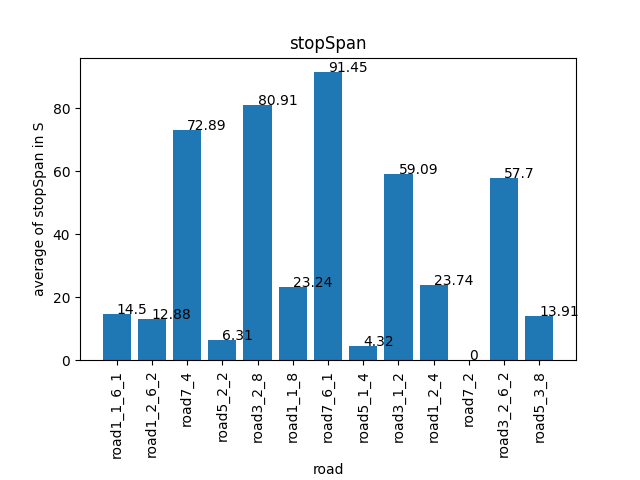 stopSpan
91.45
80.91
72.89
59.09
57.7
23.24
23.74
14.5
12.88
13.91
6.31
4.32
0
80
60
40
20
0
average of stopSpan in S
road1_1_6_1
road1_2_6_2
road7_4
road5_2_2
road3_2_8
road1_1_8
road7_6_1
road5_1_4
road3_1_2
road1_2_4
road7_2
road3_2_6_2
road5_3_8
road